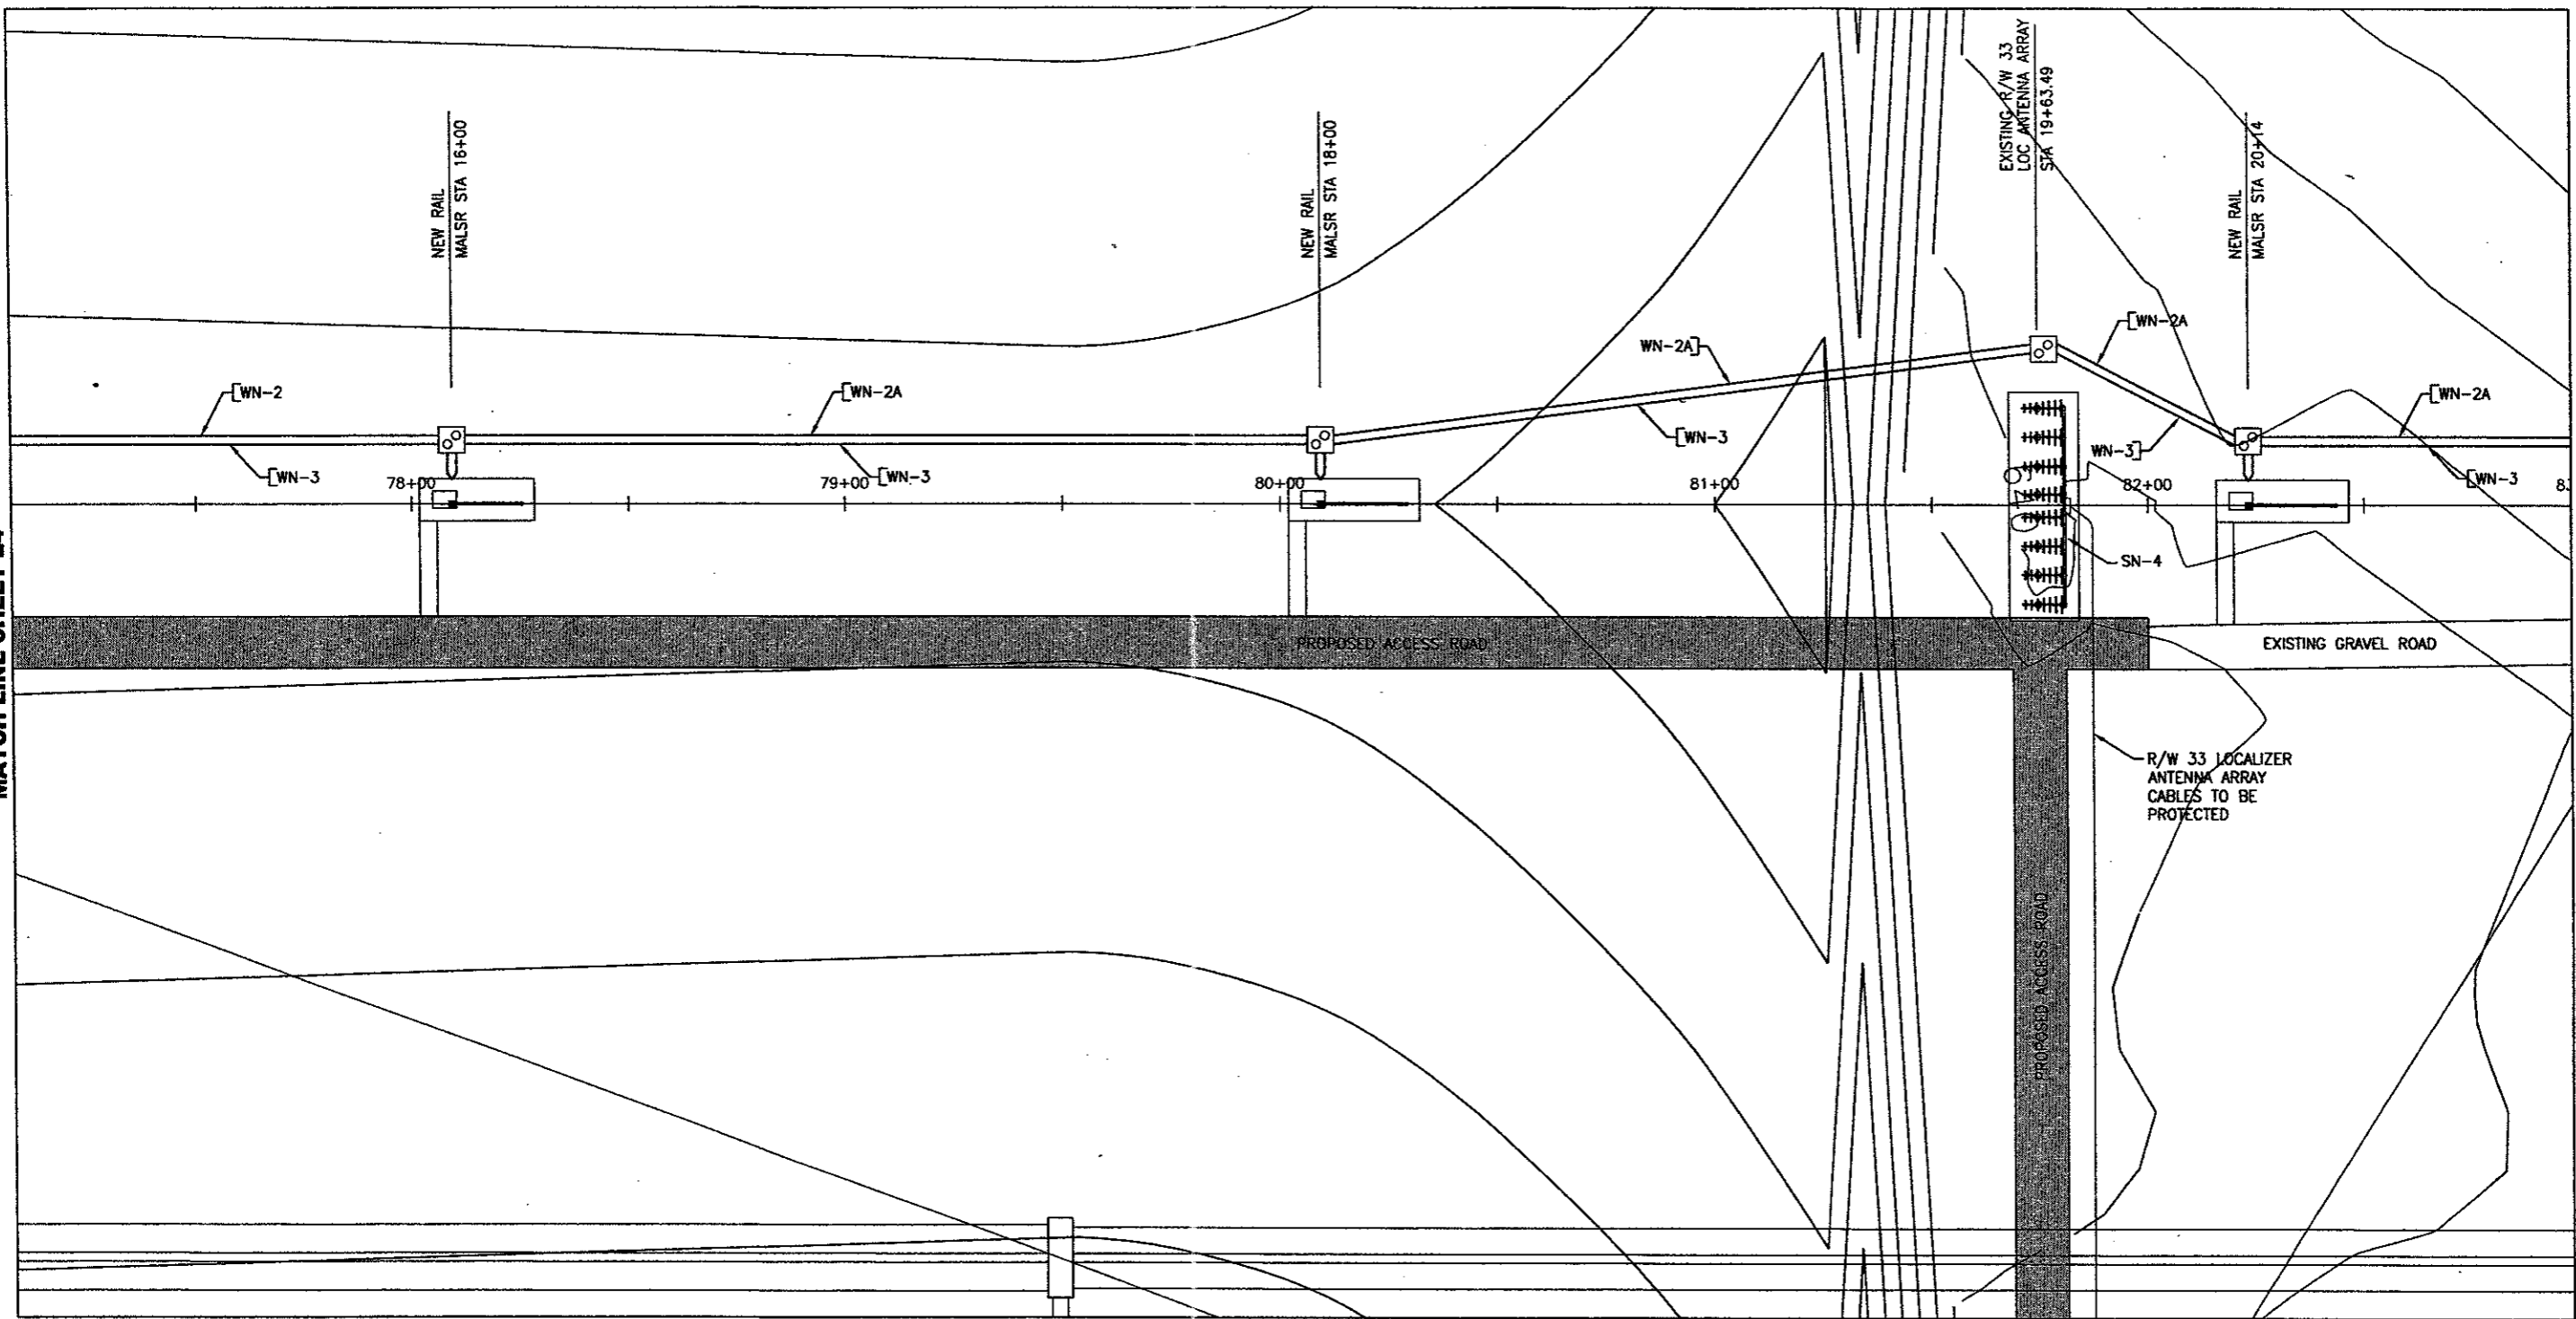 EXISTING R/W 33
LOC ANTENNA ARRAY
STA 19+63.49
NEW RAIL
MALSR STA 16+00
NEW RAIL
MALSR STA 18+00
NEW RAIL
MALSR STA 20+14
WN-2A
WN-2A
WN-2
WN-2A
WN-2A
WN-3
WN-3
WN-3
WN-3
WN-3
78+00
79+00
80+00
81+00
82+00
SN-4
PROPOSED ACCESS ROAD
EXISTING GRAVEL ROAD
R/W 33 LOCALIZER
ANTENNA ARRAY
CABLES TO BE
PROTECTED
PROPOSED ACCESS ROAD